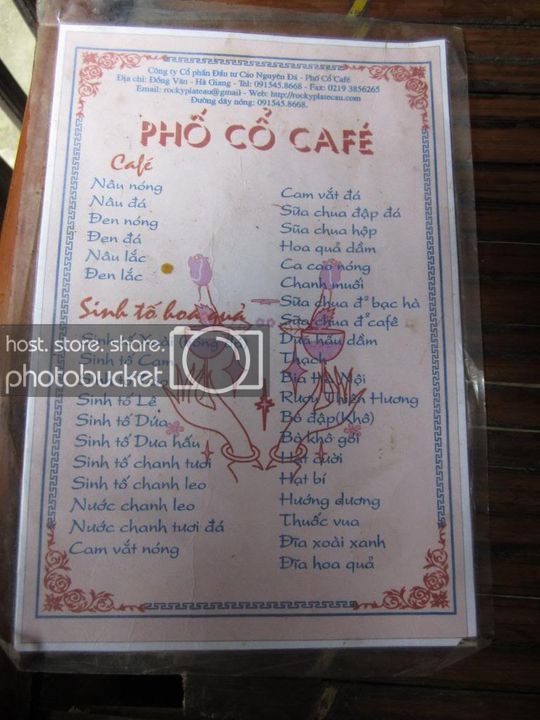 Công ty Cổ phần Đầu tư Cao Nguyên Đá - Phố Cổ Café
Địa chỉ: Đồng Văn - Hà Giang - Tel: 091545.8668 - Fax: 0219 3856265
Email: rockyplateau@gmail - Web: http://rockyplateau.com
Đường dây nóng: 091545.8668.
PHỐ CỔ CAFÉ
Café
Nâu nóng
Nâu đá
Đen nóng
Đen đá
Nâu lắc
Đen lắc
Sinh tố hoa quả
Sinh tố Cam
Sinh tố Lê
Sinh tố Dứa
Sinh tố Dưa hấu
Sinh tố chanh tươi
Sinh tố chanh leo
Nước chanh leo
Nước chanh tươi đá
Cam vắt nóng
Cam vắt đá
Sữa chua đập đá
Sữa chua hộp
Hoa quả dầm
Ca cao nóng
Chanh muối
Sữa chua đ² bạc hà
Sữa chua đ² café
Dưa hấu dầm
Thạch
Bia Hà Nội
Rượu Thiên Hương
Bò đập(Khô)
Bò khô gói
Hạt cười
Hạt bí
Hướng dương
Thuốc vua
Đĩa xoài xanh
Đĩa hoa quả
host. store. share.
photobucket